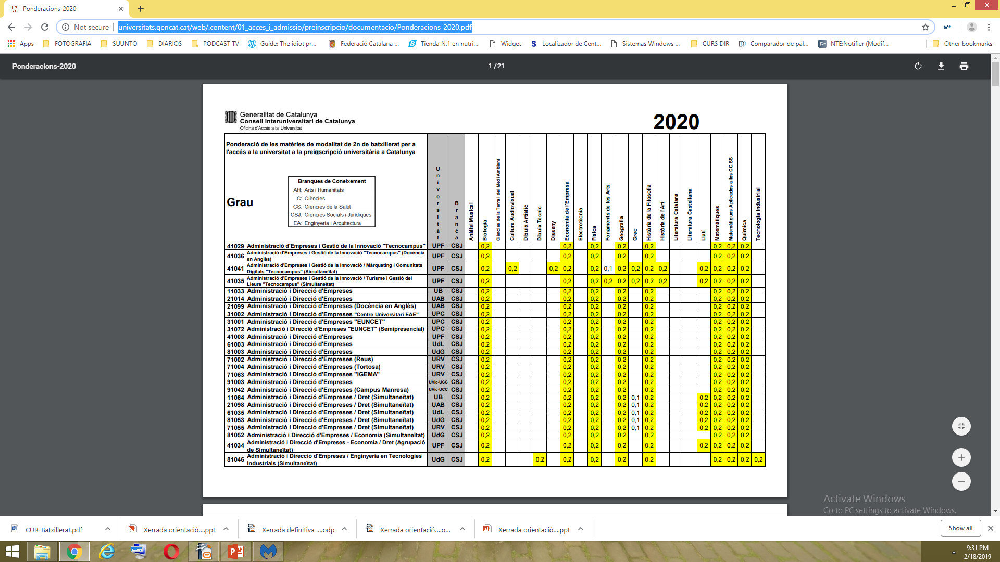 Ponderacions-2020
Not secure universitats.gencat.cat/web/.content/01_acces_i_admissio/preinscripcio/documentacio/Ponderacions-2020.pdf
Apps FOTOGRAFIA SUUNTO DIARIOS PODCAST TV Guide: The idiot pr... Federació Catalana ... Tienda N.1 en nutri... Widget Localizador de Cent... Sistemas Windows ... CURS DIR Comparador de pal... NTE:Notifier (Modif... Other bookmarks
Ponderacions-2020 1 / 21
Generalitat de Catalunya
Consell Interuniversitari de Catalunya
Oficina d'Accés a la Universitat
2020
Ponderació de les matèries de modalitat de 2n de batxillerat per a
l'accés a la universitat a la preinscripció universitària a Catalunya
Grau
Branques de Coneixement
AH: Arts i Humanitats
C: Ciències
CS: Ciències de la Salut
CSJ: Ciències Socials i Jurídiques
EA: Enginyeria i Arquitectura
Universitat
Branca
Anàlisi Musical
Biologia
Ciències de la Terra i del Medi Ambient
Cultura Audiovisual
Dibuix Artístic
Dibuix Tècnic
Disseny
Economia de l'Empresa
Electrotècnia
Física
Fonaments de les Arts
Geografia
Grec
Història de la Filosofia
Història de l'Art
Literatura Catalana
Literatura Castellana
Llatí
Matemàtiques
Matemàtiques Aplicades a les CC.SS
Química
Tecnologia Industrial
41029 Administració d'Empreses i Gestió de la Innovació "Tecnocampus" UPF CSJ 0,2 0,2 0,2 0,2 0,2 0,2 0,2 0,2
41036 Administració d'Empreses i Gestió de la Innovació "Tecnocampus" (Docència
en Anglès) UPF CSJ 0,2 0,2 0,2 0,2 0,2 0,2 0,2 0,2
41041 Administració d'Empreses i Gestió de la Innovació / Màrqueting i Comunitats
Digitals "Tecnocampus" (Simultaneïtat) UPF CSJ 0,2 0,2 0,2 0,2 0,2 0,1 0,2 0,2 0,2 0,2 0,2 0,2 0,2 0,2
41035 Administració d'Empreses i Gestió de la Innovació / Turisme i Gestió del
Lleure "Tecnocampus" (Simultaneïtat) UPF CSJ 0,2 0,2 0,2 0,2 0,2 0,2 0,2 0,2 0,2 0,2 0,2 0,2
11033 Administració i Direcció d'Empreses UB CSJ 0,2 0,2 0,2 0,2 0,2 0,2 0,2 0,2
21014 Administració i Direcció d'Empreses UAB CSJ 0,2 0,2 0,2 0,2 0,2 0,2 0,2 0,2
21099 Administració i Direcció d'Empreses (Docència en Anglès) UAB CSJ 0,2 0,2 0,2 0,2 0,2 0,2 0,2 0,2
31002 Administració i Direcció d'Empreses "Centre Universitari EAE" UPC CSJ 0,2 0,2 0,2 0,2 0,2 0,2 0,2 0,2
31001 Administració i Direcció d'Empreses "EUNCET" UPC CSJ 0,2 0,2 0,2 0,2 0,2 0,2 0,2 0,2
31072 Administració i Direcció d'Empreses "EUNCET" (Semipresencial) UPC CSJ 0,2 0,2 0,2 0,2 0,2 0,2 0,2 0,2
41008 Administració i Direcció d'Empreses UPF CSJ 0,2 0,2 0,2 0,2 0,2 0,2 0,2 0,2
61003 Administració i Direcció d'Empreses UdL CSJ 0,2 0,2 0,2 0,2 0,2 0,2 0,2 0,2
81003 Administració i Direcció d'Empreses UdG CSJ 0,2 0,2 0,2 0,2 0,2 0,2 0,2 0,2
71002 Administració i Direcció d'Empreses (Reus) URV CSJ 0,2 0,2 0,2 0,2 0,2 0,2 0,2 0,2
71004 Administració i Direcció d'Empreses (Tortosa) URV CSJ 0,2 0,2 0,2 0,2 0,2 0,2 0,2 0,2
71063 Administració i Direcció d'Empreses "IGEMA" URV CSJ 0,2 0,2 0,2 0,2 0,2 0,2 0,2 0,2
91003 Administració i Direcció d'Empreses UVic-UCC CSJ 0,2 0,2 0,2 0,2 0,2 0,2 0,2 0,2
91042 Administració i Direcció d'Empreses (Campus Manresa) UVic-UCC CSJ 0,2 0,2 0,2 0,2 0,2 0,2 0,2 0,2
11064 Administració i Direcció d'Empreses / Dret (Simultaneïtat) UB CSJ 0,2 0,2 0,2 0,2 0,1 0,2 0,2 0,2 0,2 0,2
21098 Administració i Direcció d'Empreses / Dret (Simultaneïtat) UAB CSJ 0,2 0,2 0,2 0,2 0,1 0,2 0,2 0,2 0,2 0,2
61035 Administració i Direcció d'Empreses / Dret (Simultaneïtat) UdL CSJ 0,2 0,2 0,2 0,2 0,1 0,2 0,2 0,2 0,2 0,2
81053 Administració i Direcció d'Empreses / Dret (Simultaneïtat) UdG CSJ 0,2 0,2 0,2 0,2 0,1 0,2 0,2 0,2 0,2 0,2
71055 Administració i Direcció d'Empreses / Dret (Simultaneïtat) URV CSJ 0,2 0,2 0,2 0,2 0,1 0,2 0,2 0,2 0,2 0,2
81052 Administració i Direcció d'Empreses / Economia (Simultaneïtat) UdG CSJ 0,2 0,2 0,2 0,2 0,2 0,2 0,2 0,2
41034 Administració i Direcció d'Empreses - Economia / Dret (Agrupació
de Simultaneïtat) UPF CSJ 0,2 0,2 0,2 0,2 0,2 0,2 0,2 0,2 0,2
81046 Administració i Direcció d'Empreses / Enginyeria en Tecnologies
Industrials (Simultaneïtat) UdG CSJ 0,2 0,2 0,2 0,2 0,2 0,2 0,2 0,2 0,2 0,2
Activate Windows
Go to PC settings to activate Windows.
CUR_Batxillerat.pdf Xerrada orientació....ppt Xerrada definitiva ....odp Xerrada orientació....o... Xerrada orientació....ppt Show all
9:31 PM
2/18/2019